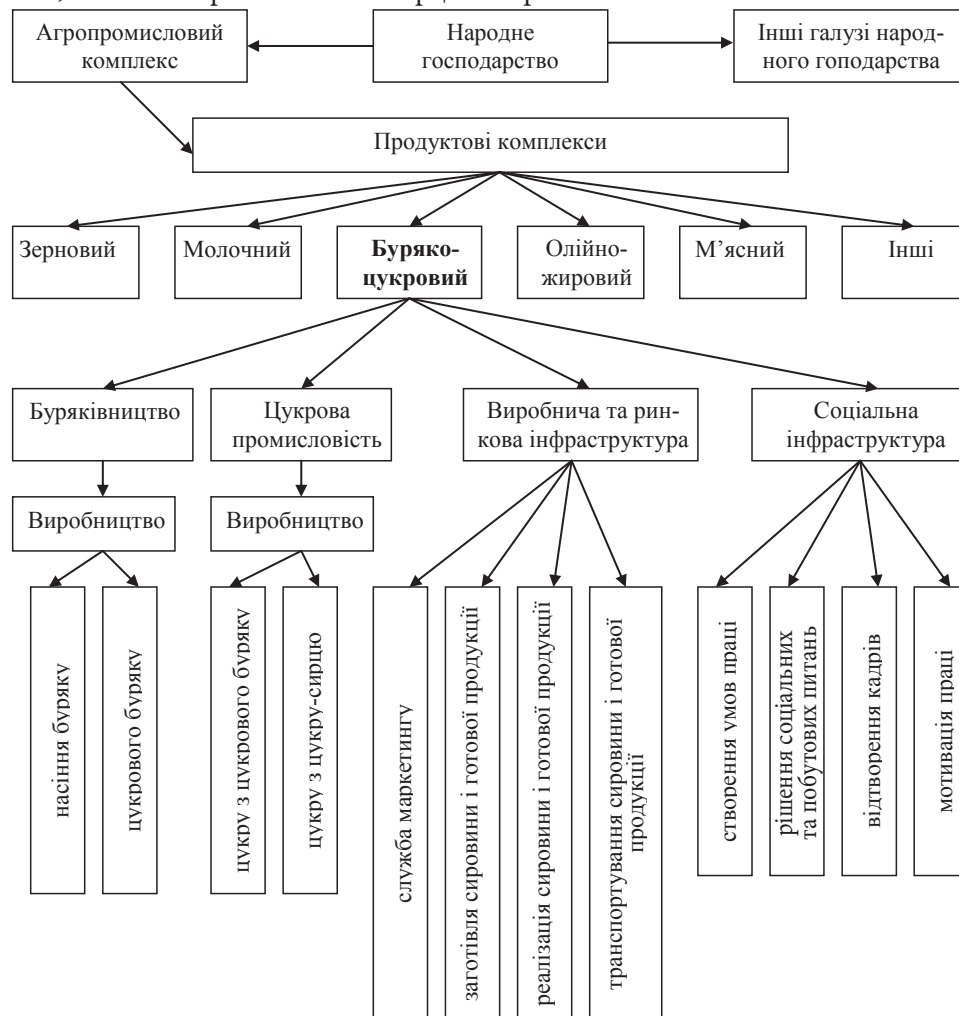 Агропромисловий
комплекс
Народне
господарство
Інші галузі народ-
ного гоподарства
Продуктові комплекси
Зерновий
Молочний
Буряко-
цукровий
Олійно-
жировий
М’ясний
Інші
Буряківництво
Цукрова
промисловість
Виробнича та рин-
кова інфраструктура
Соціальна
інфраструктура
Виробництво
Виробництво
насіння буряку
цукрового буряку
цукру з цукрового буряку
цукру з цукру-сирцю
служба маркетингу
заготівля сировини і готової продукції
реалізація сировини і готової продукції
транспортування сировини і готової
продукції
створення умов праці
рішення соціальних
та побутових питань
відтворення кадрів
мотивація праці